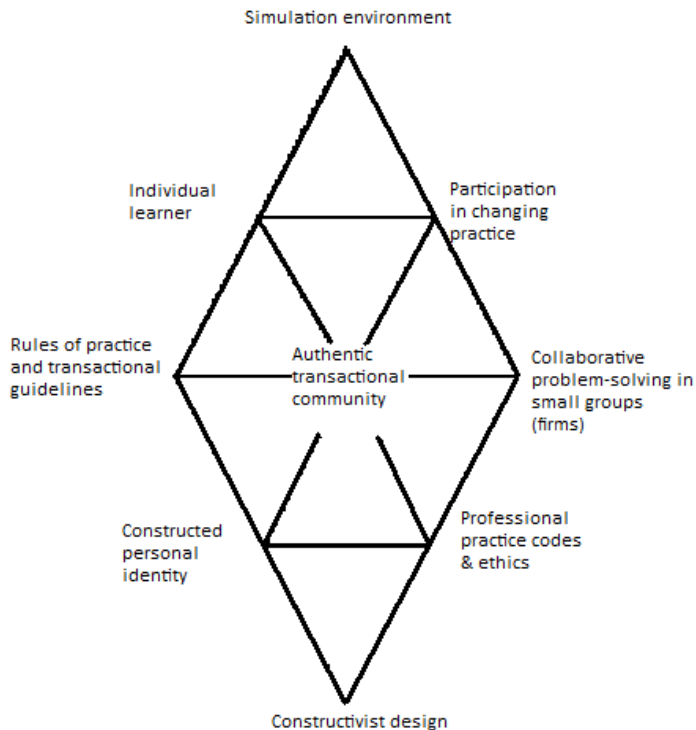 Simulation environment
Individual
learner
Participation
in changing
practice
Rules of practice
and transactional
guidelines
Authentic
transactional
community
Collaborative
problem-solving in
small groups
(firms)
Constructed
personal
identity
Professional
practice codes
& ethics
Constructivist design